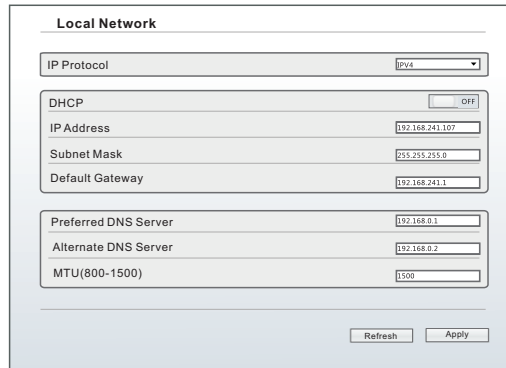 Local Network
IP Protocol IPV4
DHCP OFF
IP Address 192.168.241.107
Subnet Mask 255.255.255.0
Default Gateway 192.168.241.1
Preferred DNS Server 192.168.0.1
Alternate DNS Server 192.168.0.2
MTU(800-1500) 1500
Refresh Apply